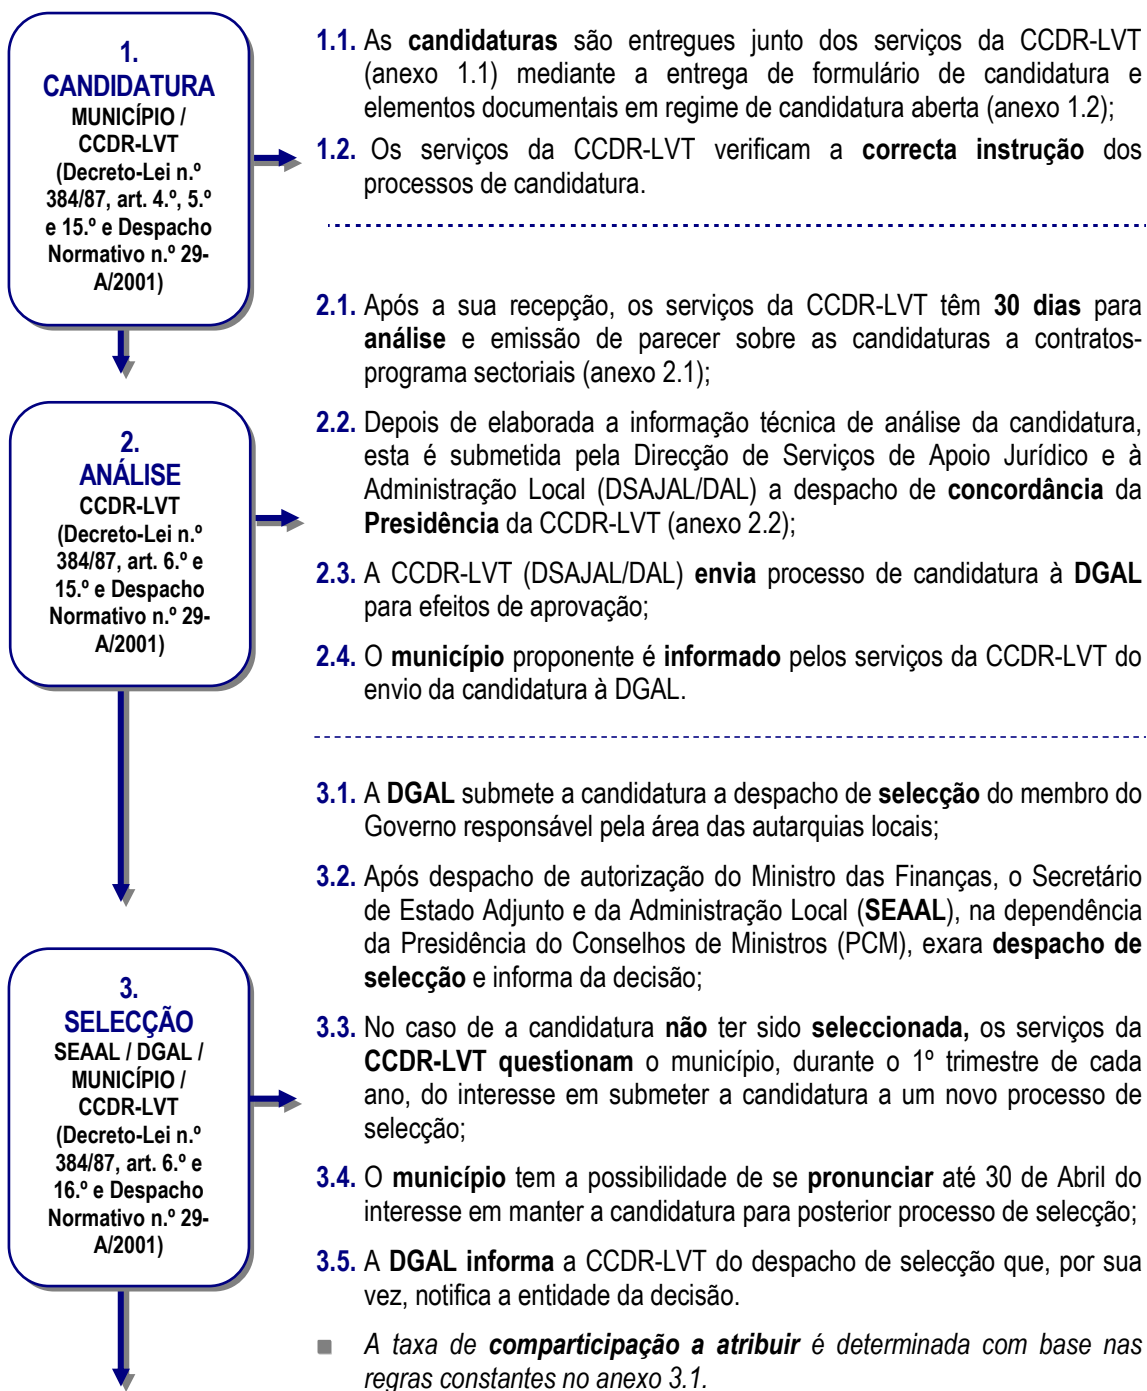 1.
CANDIDATURA
MUNICÍPIO /
CCDR-LVT
(Decreto-Lei n.º
384/87, art. 4.º, 5.º
e 15.º e Despacho
Normativo n.º 29-
A/2001)
1.1. As candidaturas são entregues junto dos serviços da CCDR-LVT
(anexo 1.1) mediante a entrega de formulário de candidatura e
elementos documentais em regime de candidatura aberta (anexo 1.2);
1.2. Os serviços da CCDR-LVT verificam a correcta instrução dos
processos de candidatura.
2.
ANÁLISE
CCDR-LVT
(Decreto-Lei n.º
384/87, art. 6.º e
15.º e Despacho
Normativo n.º 29-
A/2001)
2.1. Após a sua recepção, os serviços da CCDR-LVT têm 30 dias para
análise e emissão de parecer sobre as candidaturas a contratos-
programa sectoriais (anexo 2.1);
2.2. Depois de elaborada a informação técnica de análise da candidatura,
esta é submetida pela Direcção de Serviços de Apoio Jurídico e à
Administração Local (DSAJAL/DAL) a despacho de concordância da
Presidência da CCDR-LVT (anexo 2.2);
2.3. A CCDR-LVT (DSAJAL/DAL) envia processo de candidatura à DGAL
para efeitos de aprovação;
2.4. O município proponente é informado pelos serviços da CCDR-LVT do
envio da candidatura à DGAL.
3.
SELECÇÃO
SEAAL / DGAL /
MUNICÍPIO /
CCDR-LVT
(Decreto-Lei n.º
384/87, art. 6.º e
16.º e Despacho
Normativo n.º 29-
A/2001)
3.1. A DGAL submete a candidatura a despacho de selecção do membro do
Governo responsável pela área das autarquias locais;
3.2. Após despacho de autorização do Ministro das Finanças, o Secretário
de Estado Adjunto e da Administração Local (SEAAL), na dependência
da Presidência do Conselhos de Ministros (PCM), exara despacho de
selecção e informa da decisão;
3.3. No caso de a candidatura não ter sido seleccionada, os serviços da
CCDR-LVT questionam o município, durante o 1º trimestre de cada
ano, do interesse em submeter a candidatura a um novo processo de
selecção;
3.4. O município tem a possibilidade de se pronunciar até 30 de Abril do
interesse em manter a candidatura para posterior processo de selecção;
3.5. A DGAL informa a CCDR-LVT do despacho de selecção que, por sua
vez, notifica a entidade da decisão.
■ A taxa de comparticipação a atribuir é determinada com base nas
regras constantes no anexo 3.1.